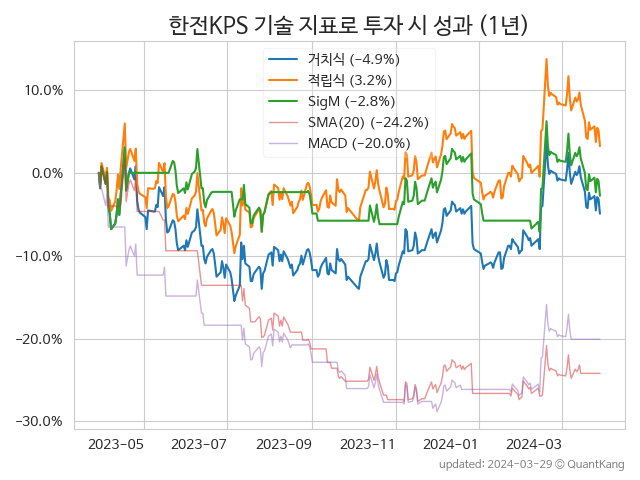 한전KPS 기술 지표로 투자 시 성과 (1년)
거치식 (−4.9%)
적립식 (3.2%)
SigM (−2.8%)
SMA(20) (−24.2%)
MACD (−20.0%)
10.0%
0.0%
−10.0%
−20.0%
−30.0%
2023−05 2023−07 2023−09 2023−11 2024−01 2024−03
updated: 2024−03−29 © QuantKang